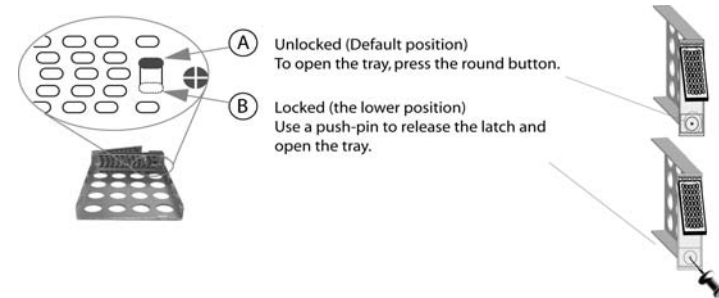 A
Unlocked (Default position)
To open the tray, press the round button.
B
Locked (the lower position)
Use a push-pin to release the latch and
open the tray.